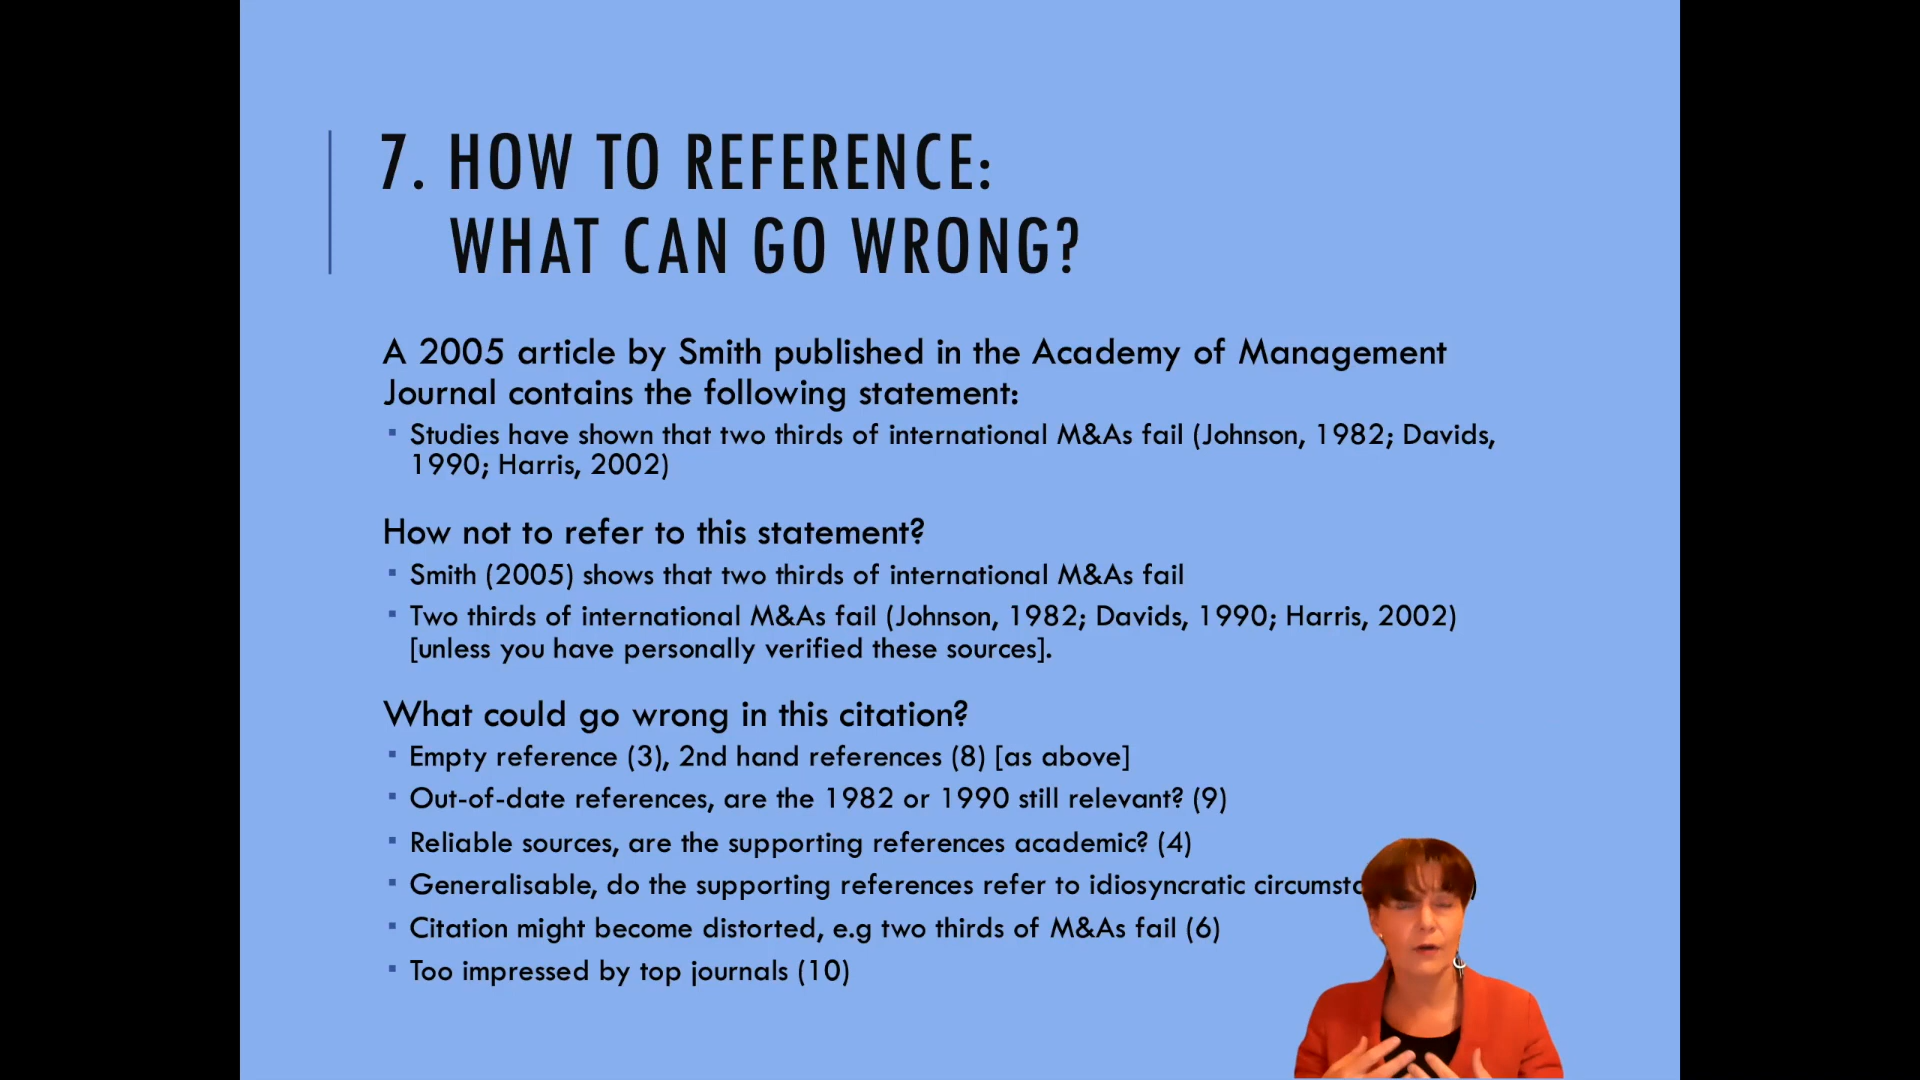 7. HOW TO REFERENCE:
WHAT CAN GO WRONG?
A 2005 article by Smith published in the Academy of Management
Journal contains the following statement:
Studies have shown that two thirds of international M&As fail (Johnson, 1982; Davids,
1990; Harris, 2002)
How not to refer to this statement?
Smith (2005) shows that two thirds of international M&As fail
Two thirds of international M&As fail (Johnson, 1982; Davids, 1990; Harris, 2002)
[unless you have personally verified these sources].
What could go wrong in this citation?
Empty reference (3), 2nd hand references (8) [as above]
Out-of-date references, are the 1982 or 1990 still relevant? (9)
Reliable sources, are the supporting references academic? (4)
Generalisable, do the supporting references refer to idiosyncratic
Citation might become distorted, e.g two thirds of M&As fail (6)
Too impressed by top journals (10)